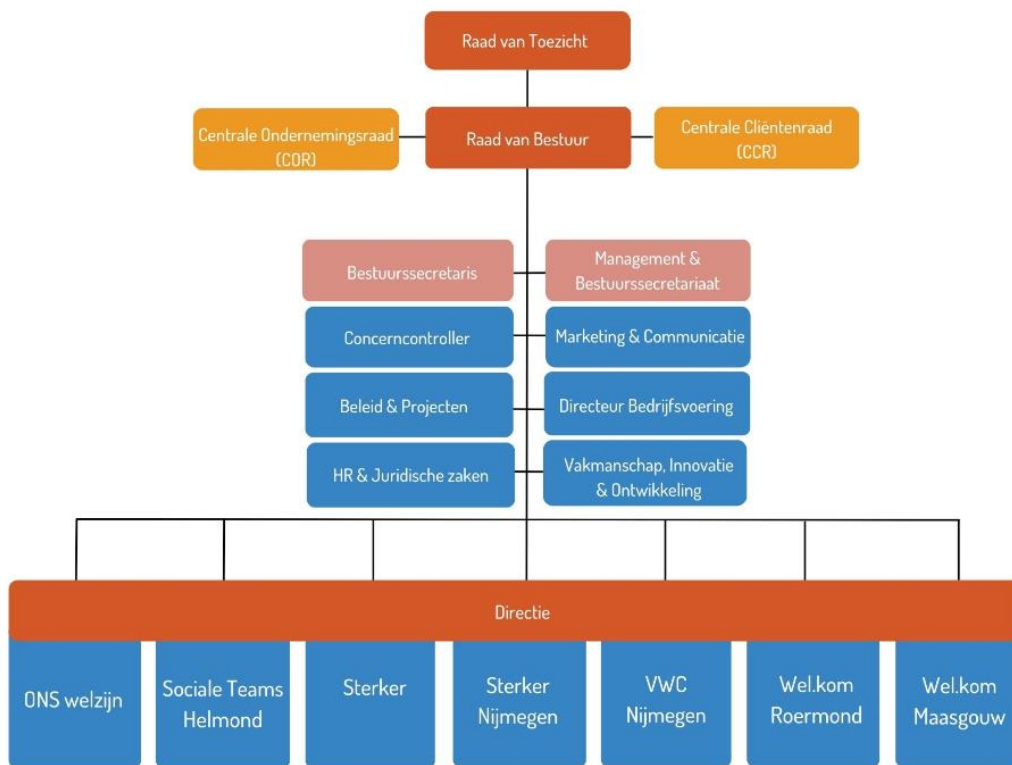 Raad van Toezicht
Centrale Ondernemingsraad
(COR)
Raad van Bestuur
Centrale Cliëntenraad
(CCR)
Bestuurssecretaris
Management &
Bestuurssecretariaat
Concerncontroller
Marketing & Communicatie
Beleid & Projecten
Directeur Bedrijfsvoering
HR & Juridische zaken
Vakmanschap, Innovatie
& Ontwikkeling
Directie
ONS welzijn
Sociale Teams
Helmond
Sterker
Sterker
Nijmegen
VWC
Nijmegen
Wel.kom
Roermond
Wel.kom
Maasgouw